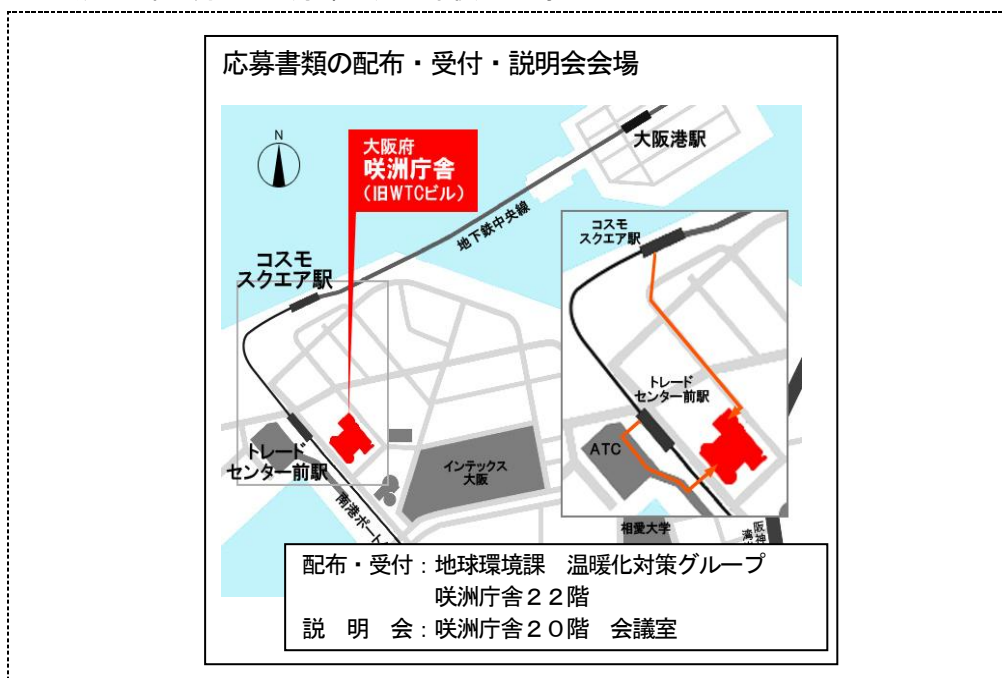 応募書類の配布・受付・説明会会場
N
大阪府
咲洲庁舎
(旧WTCビル)
大阪港駅
地下鉄中央線
コスモ
スクエア駅
コスモ
スクエア駅
トレード
センター前駅
ATC
トレード
センター前駅
インテックス
大阪
南港ポート
相愛大学
阪神
湾
配布・受付：地球環境課　温暖化対策グループ
咲洲庁舎２２階
説　明　会：咲洲庁舎２０階　会議室